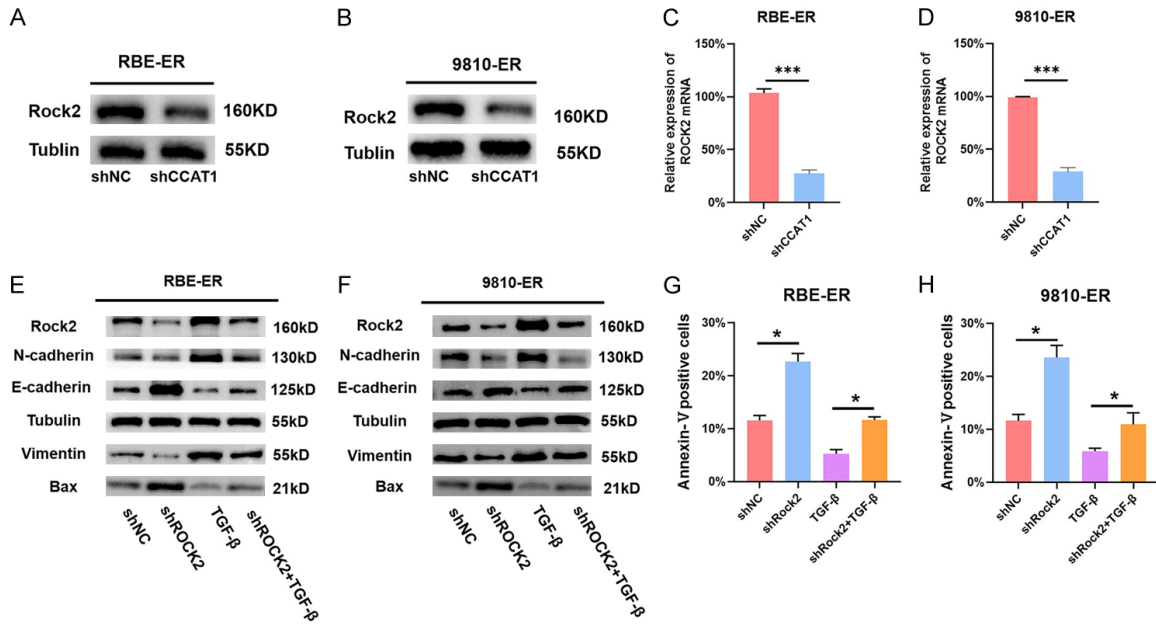 A
RBE-ER
Rock2
160KD
Tublin
55KD
shNC
shCCAT1
B
9810-ER
Rock2
160KD
Tublin
55KD
shNC
shCCAT1
C
RBE-ER
Relative expression of
ROCK2 mRNA
150%
100%
50%
0%
***
shNC
shCCAT1
D
9810-ER
Relative expression of
ROCK2 mRNA
150%
100%
50%
0%
***
shNC
shCCAT1
E
RBE-ER
Rock2
160kD
N-cadherin
130kD
E-cadherin
125kD
Tubulin
55kD
Vimentin
55kD
Bax
21kD
shNC
shROCK2
TGF-β
shROCK2+TGF-β
F
9810-ER
Rock2
160kD
N-cadherin
130kD
E-cadherin
125kD
Tubulin
55kD
Vimentin
55kD
Bax
21kD
shNC
shROCK2
TGF-β
shROCK2+TGF-β
G
RBE-ER
Annexin-V positive cells
30%
20%
10%
0%
*
*
shNC
shRock2
TGF-β
shRock2+TGF-β
H
9810-ER
Annexin-V positive cells
30%
20%
10%
0%
*
*
shNC
shRock2
TGF-β
shRock2+TGF-β